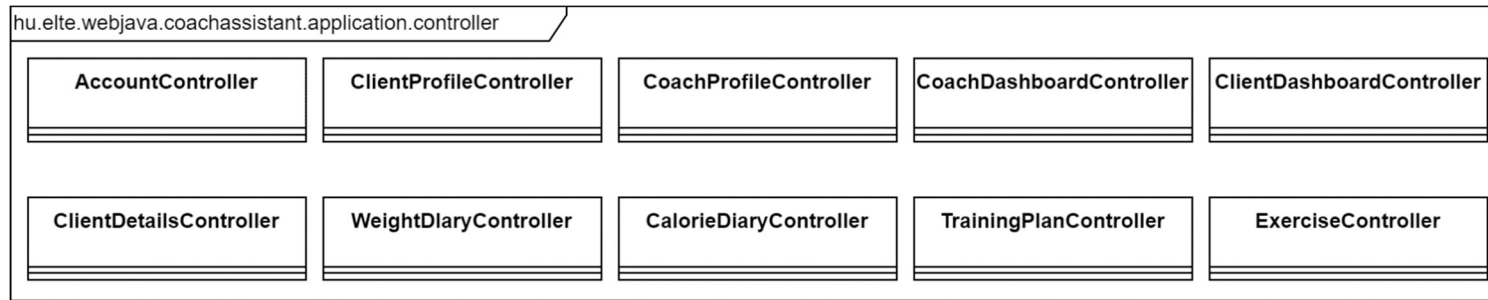 hu.elte.webjava.coachassistant.application.controller
AccountController
ClientProfileController
CoachProfileController
CoachDashboardController
ClientDashboardController
ClientDetailsController
WeightDIaryController
CalorieDiaryController
TrainingPlanController
ExerciseController